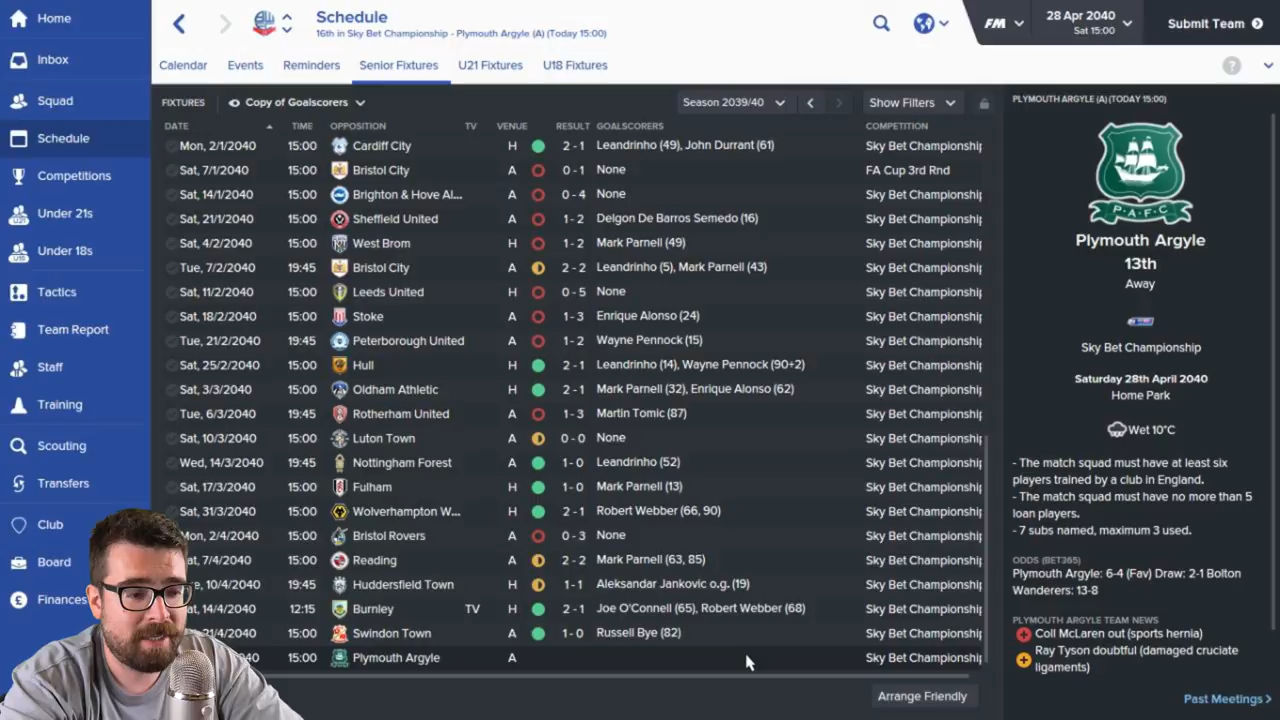 Home
Inbox
Squad
Schedule
Competitions
Under 21s
Under 18s
Tactics
Team Report
Staff
Training
Scouting
Transfers
Club
Board
Finances
Schedule
16th in Sky Bet Championship - Plymouth Argyle (A) (Today 15:00)
FM
28 Apr 2040
Sat 15:00
Submit Team
Calendar Events Reminders Senior Fixtures U21 Fixtures U18 Fixtures
FIXTURES Copy of Goalscorers Season 2039/40 Show Filters
DATE TIME OPPOSITION TV VENUE RESULT GOALSCORERS COMPETITION
Mon, 2/1/2040 15:00 Cardiff City H 2 - 1 Leandrinho (49), John Durrant (61) Sky Bet Championship
Sat, 7/1/2040 15:00 Bristol City A 0 - 1 None FA Cup 3rd Rnd
Sat, 14/1/2040 15:00 Brighton & Hove Al... A 0 - 4 None Sky Bet Championship
Sat, 21/1/2040 15:00 Sheffield United A 1 - 2 Delgon De Barros Semedo (16) Sky Bet Championship
Sat, 4/2/2040 15:00 West Brom H 1 - 2 Mark Parnell (49) Sky Bet Championship
Tue, 7/2/2040 19:45 Bristol City A 2 - 2 Leandrinho (5), Mark Parnell (43) Sky Bet Championship
Sat, 11/2/2040 15:00 Leeds United H 0 - 5 None Sky Bet Championship
Sat, 18/2/2040 15:00 Stoke A 1 - 3 Enrique Alonso (24) Sky Bet Championship
Tue, 21/2/2040 19:45 Peterborough United A 1 - 2 Wayne Pennock (15) Sky Bet Championship
Sat, 25/2/2040 15:00 Hull H 2 - 1 Leandrinho (14), Wayne Pennock (90+2) Sky Bet Championship
Sat, 3/3/2040 15:00 Oldham Athletic H 2 - 1 Mark Parnell (32), Enrique Alonso (62) Sky Bet Championship
Tue, 6/3/2040 19:45 Rotherham United A 1 - 3 Martin Tomic (87) Sky Bet Championship
Sat, 10/3/2040 15:00 Luton Town A 0 - 0 None Sky Bet Championship
Wed, 14/3/2040 19:45 Nottingham Forest A 1 - 0 Leandrinho (52) Sky Bet Championship
Sat, 17/3/2040 15:00 Fulham H 1 - 0 Mark Parnell (13) Sky Bet Championship
Sat, 31/3/2040 15:00 Wolverhampton W... H 2 - 1 Robert Webber (66, 90) Sky Bet Championship
Mon, 2/4/2040 15:00 Bristol Rovers A 0 - 3 None Sky Bet Championship
at, 7/4/2040 15:00 Reading A 2 - 2 Mark Parnell (63, 85) Sky Bet Championship
e, 10/4/2040 19:45 Huddersfield Town H 1 - 1 Aleksandar Jankovic o.g. (19) Sky Bet Championship
at, 14/4/2040 12:15 Burnley TV H 2 - 1 Joe O'Connell (65), Robert Webber (68) Sky Bet Championship
21/4/2040 15:00 Swindon Town A 1 - 0 Russell Bye (82) Sky Bet Championship
40 15:00 Plymouth Argyle A Sky Bet Championship
Arrange Friendly
PLYMOUTH ARGYLE (A) (TODAY 15:00)
P.A.F.C
Plymouth Argyle
13th
Away
Sky Bet Championship
Saturday 28th April 2040
Home Park
Wet 10°C
- The match squad must have at least six
players trained by a club in England.
- The match squad must have no more than 5
loan players.
- 7 subs named, maximum 3 used.
ODDS (BET365)
Plymouth Argyle: 6-4 (Fav) Draw: 2-1 Bolton
Wanderers: 13-8
PLYMOUTH ARGYLE TEAM NEWS
Coll McLaren out (sports hernia)
Ray Tyson doubtful (damaged cruciate
ligaments)
Past Meetings >